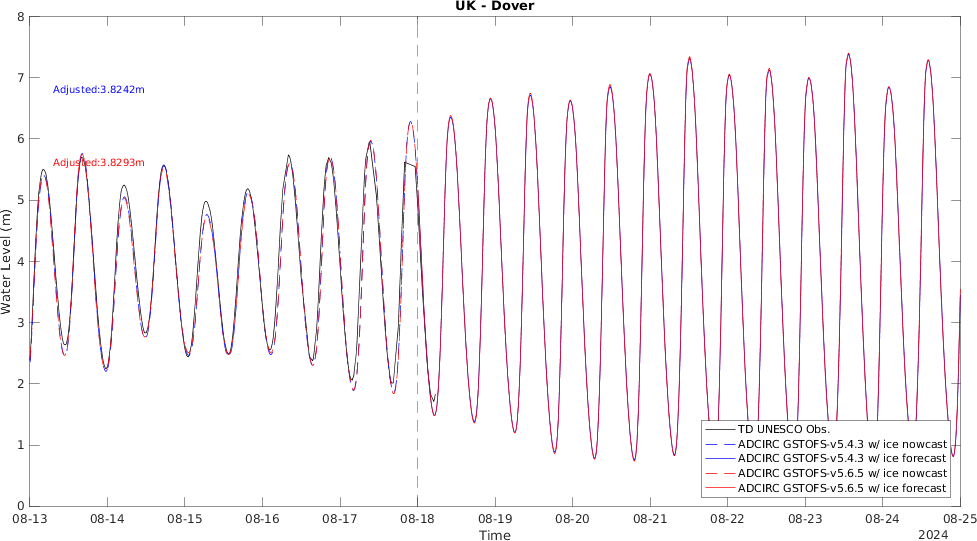 UK - Dover
8
7
6
5
4
3
2
1
0
Water Level (m)
Adjusted:3.8242m
Adjusted:3.8293m
TD UNESCO Obs.
ADCIRC GSTOFS-v5.4.3 w/ ice nowcast
ADCIRC GSTOFS-v5.4.3 w/ ice forecast
ADCIRC GSTOFS-v5.6.5 w/ ice nowcast
ADCIRC GSTOFS-v5.6.5 w/ ice forecast
08-13 08-14 08-15 08-16 08-17 08-18 08-19 08-20 08-21 08-22 08-23 08-24 08-25
Time
2024